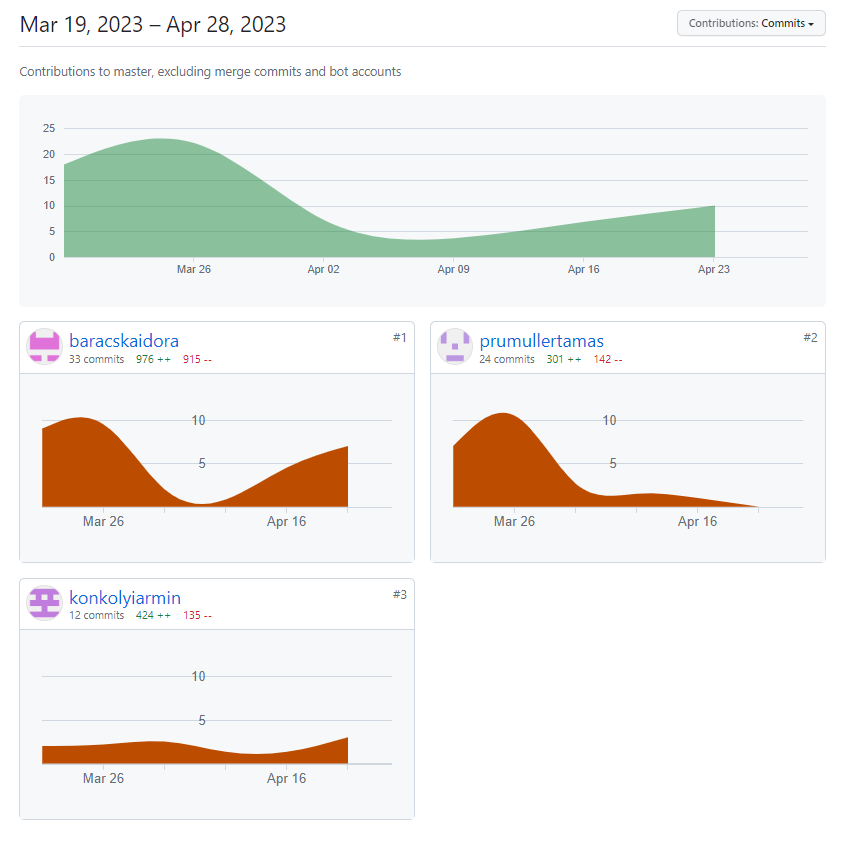 Mar 19, 2023 – Apr 28, 2023
Contributions: Commits
Contributions to master, excluding merge commits and bot accounts
25
20
15
10
5
0
Mar 26 Apr 02 Apr 09 Apr 16 Apr 23
baracskaidora #1
33 commits 976 ++ 915 --
10
5
Mar 26 Apr 16
prumullertamas #2
24 commits 301 ++ 142 --
10
5
Mar 26 Apr 16
konkolyiarmin #3
12 commits 424 ++ 135 --
10
5
Mar 26 Apr 16